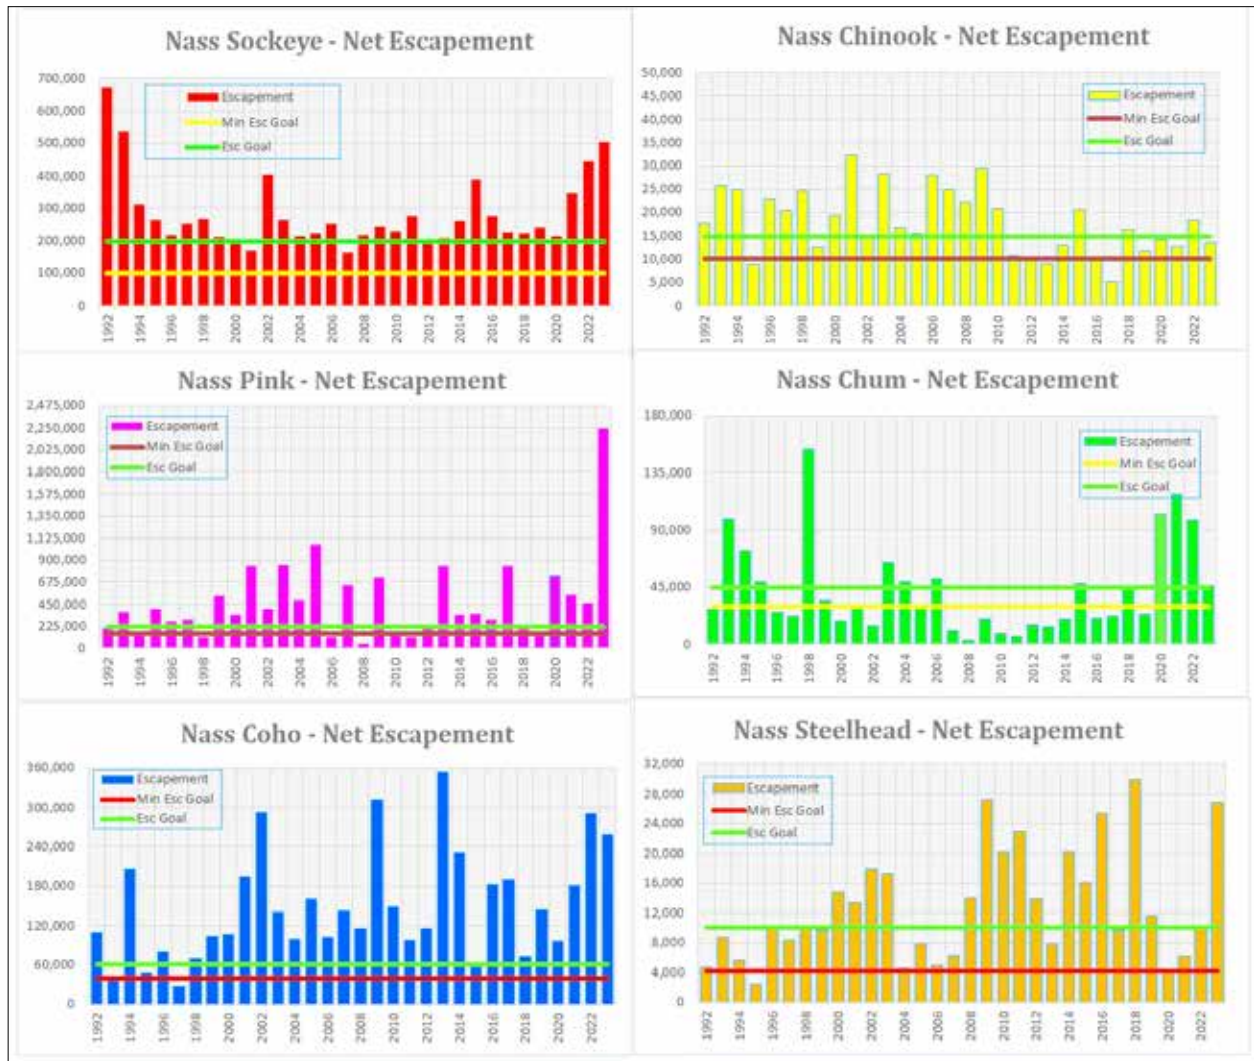 Nass Sockeye - Net Escapement
700,000
600,000
500,000
400,000
300,000
200,000
100,000
0
Escapement
Min Esc Goal
Esc Goal
1992 1994 1996 1998 2000 2002 2004 2006 2008 2010 2012 2014 2016 2018 2020 2022
Nass Chinook - Net Escapement
50,000
45,000
40,000
35,000
30,000
25,000
20,000
15,000
10,000
5,000
0
Escapement
Min Esc Goal
Esc Goal
1992 1994 1996 1998 2000 2002 2004 2006 2008 2010 2012 2014 2016 2018 2020 2022
Nass Pink - Net Escapement
2,475,000
2,250,000
2,025,000
1,800,000
1,575,000
1,350,000
1,125,000
900,000
675,000
450,000
225,000
0
Escapement
Min Esc Goal
Esc Goal
1992 1994 1996 1998 2000 2002 2004 2006 2008 2010 2012 2014 2016 2018 2020 2022
Nass Chum - Net Escapement
180,000
135,000
90,000
45,000
0
Escapement
Min Esc Goal
Esc Goal
1992 1994 1996 1998 2000 2002 2004 2006 2008 2010 2012 2014 2016 2018 2020 2022
Nass Coho - Net Escapement
360,000
300,000
240,000
180,000
120,000
60,000
0
Escapement
Min Esc Goal
Esc Goal
1992 1994 1996 1998 2000 2002 2004 2006 2008 2010 2012 2014 2016 2018 2020 2022
Nass Steelhead - Net Escapement
32,000
28,000
24,000
20,000
16,000
12,000
8,000
4,000
0
Escapement
Min Esc Goal
Esc Goal
1992 1994 1996 1998 2000 2002 2004 2006 2008 2010 2012 2014 2016 2018 2020 2022